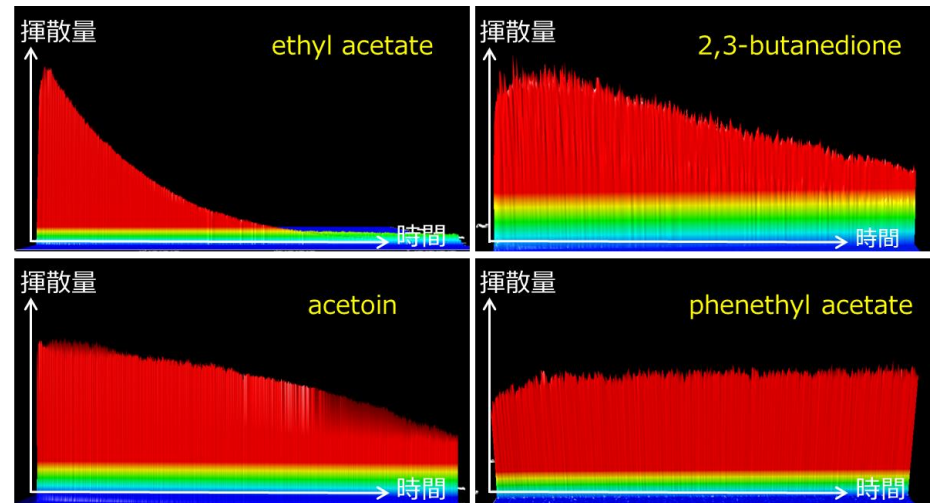 揮散量
ethyl acetate
時間
揮散量
2,3-butanedione
時間
揮散量
acetoin
時間
揮散量
phenethyl acetate
時間